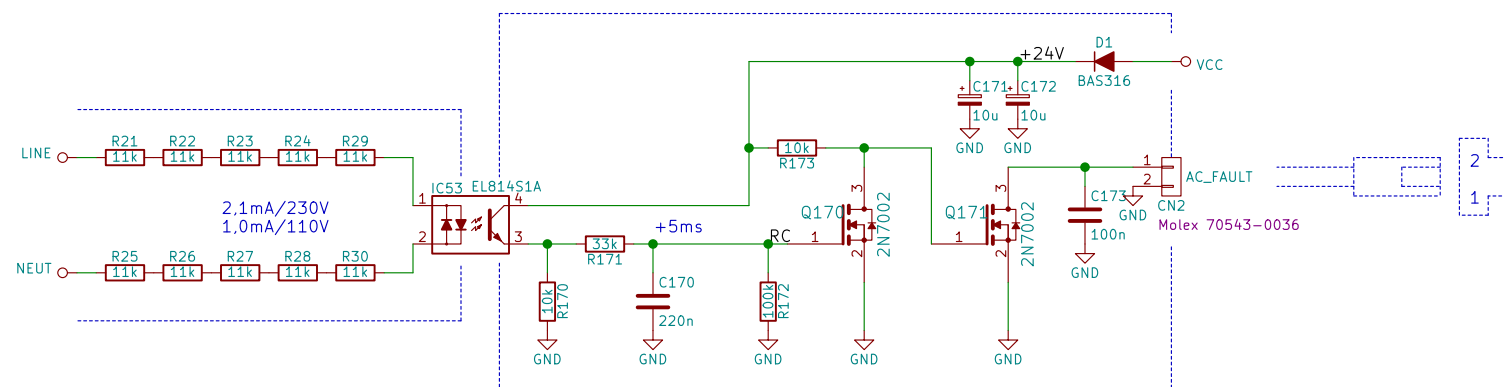 D1
+24V
VCC
BAS316
C171
C172
+
+
10u
10u
GND
GND
R21
R22
R23
R24
R29
LINE
11k
11k
11k
11k
11k
10k
R173
1
2
AC_FAULT
CN2
GND
Molex 70543-0036
2
1
IC53
EL814S1A
1
4
2
3
2,1mA/230V
1,0mA/110V
+5ms
RC
Q170
1
3
2
2N7002
Q171
1
3
2
2N7002
C173
100n
GND
33k
R171
R25
R26
R27
R28
R30
NEUT
11k
11k
11k
11k
11k
10k
R170
C170
220n
100k
R172
GND
GND
GND
GND
GND